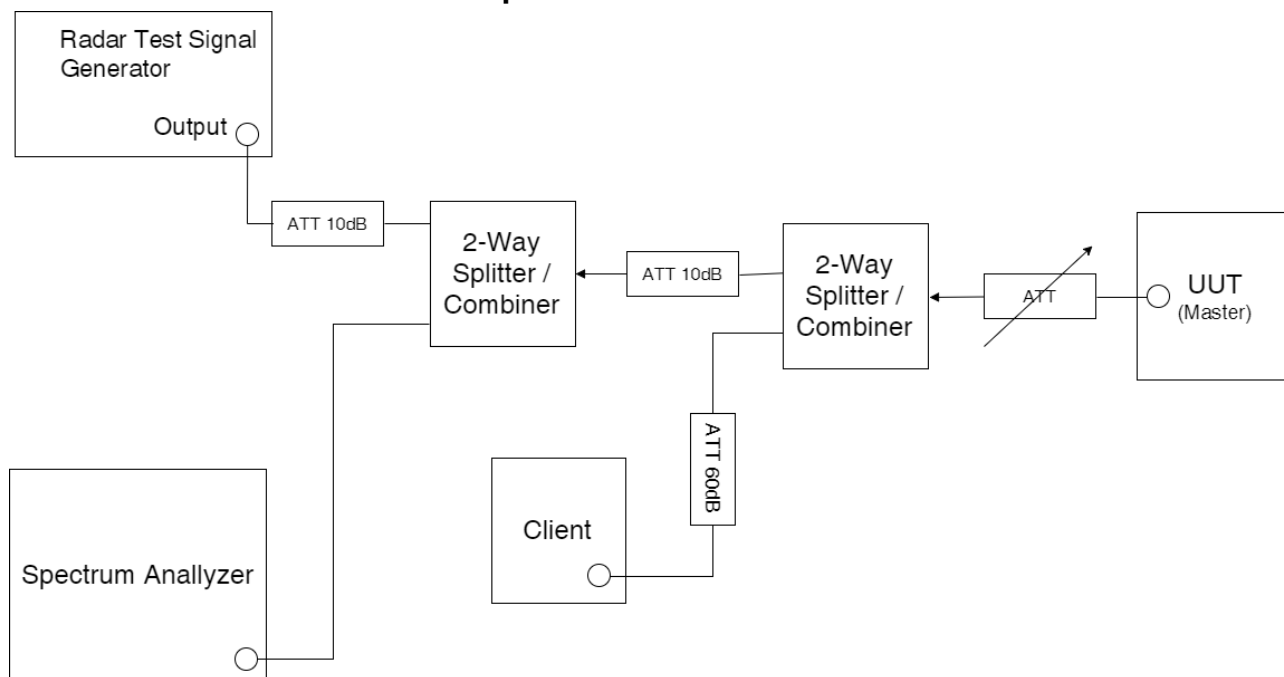 Radar Test Signal
Generator
Output
ATT 10dB
2-Way
Splitter /
Combiner
ATT 10dB
2-Way
Splitter /
Combiner
ATT
UUT
(Master)
ATT 60dB
Client
Spectrum Anallyzer